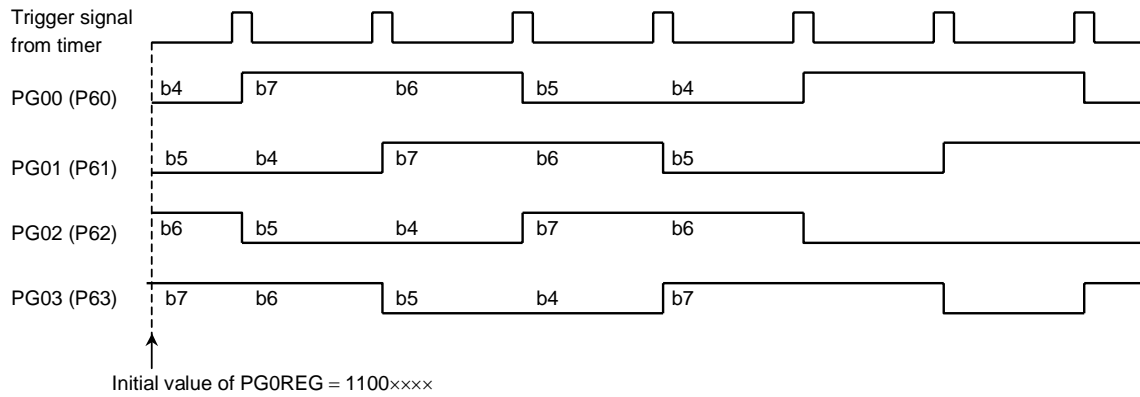 Trigger signal
from timer
PG00 (P60)
b4 b7 b6 b5 b4
PG01 (P61)
b5 b4 b7 b6 b5
PG02 (P62)
b6 b5 b4 b7 b6
PG03 (P63)
b7 b6 b5 b4 b7
Initial value of PG0REG = 1100××××